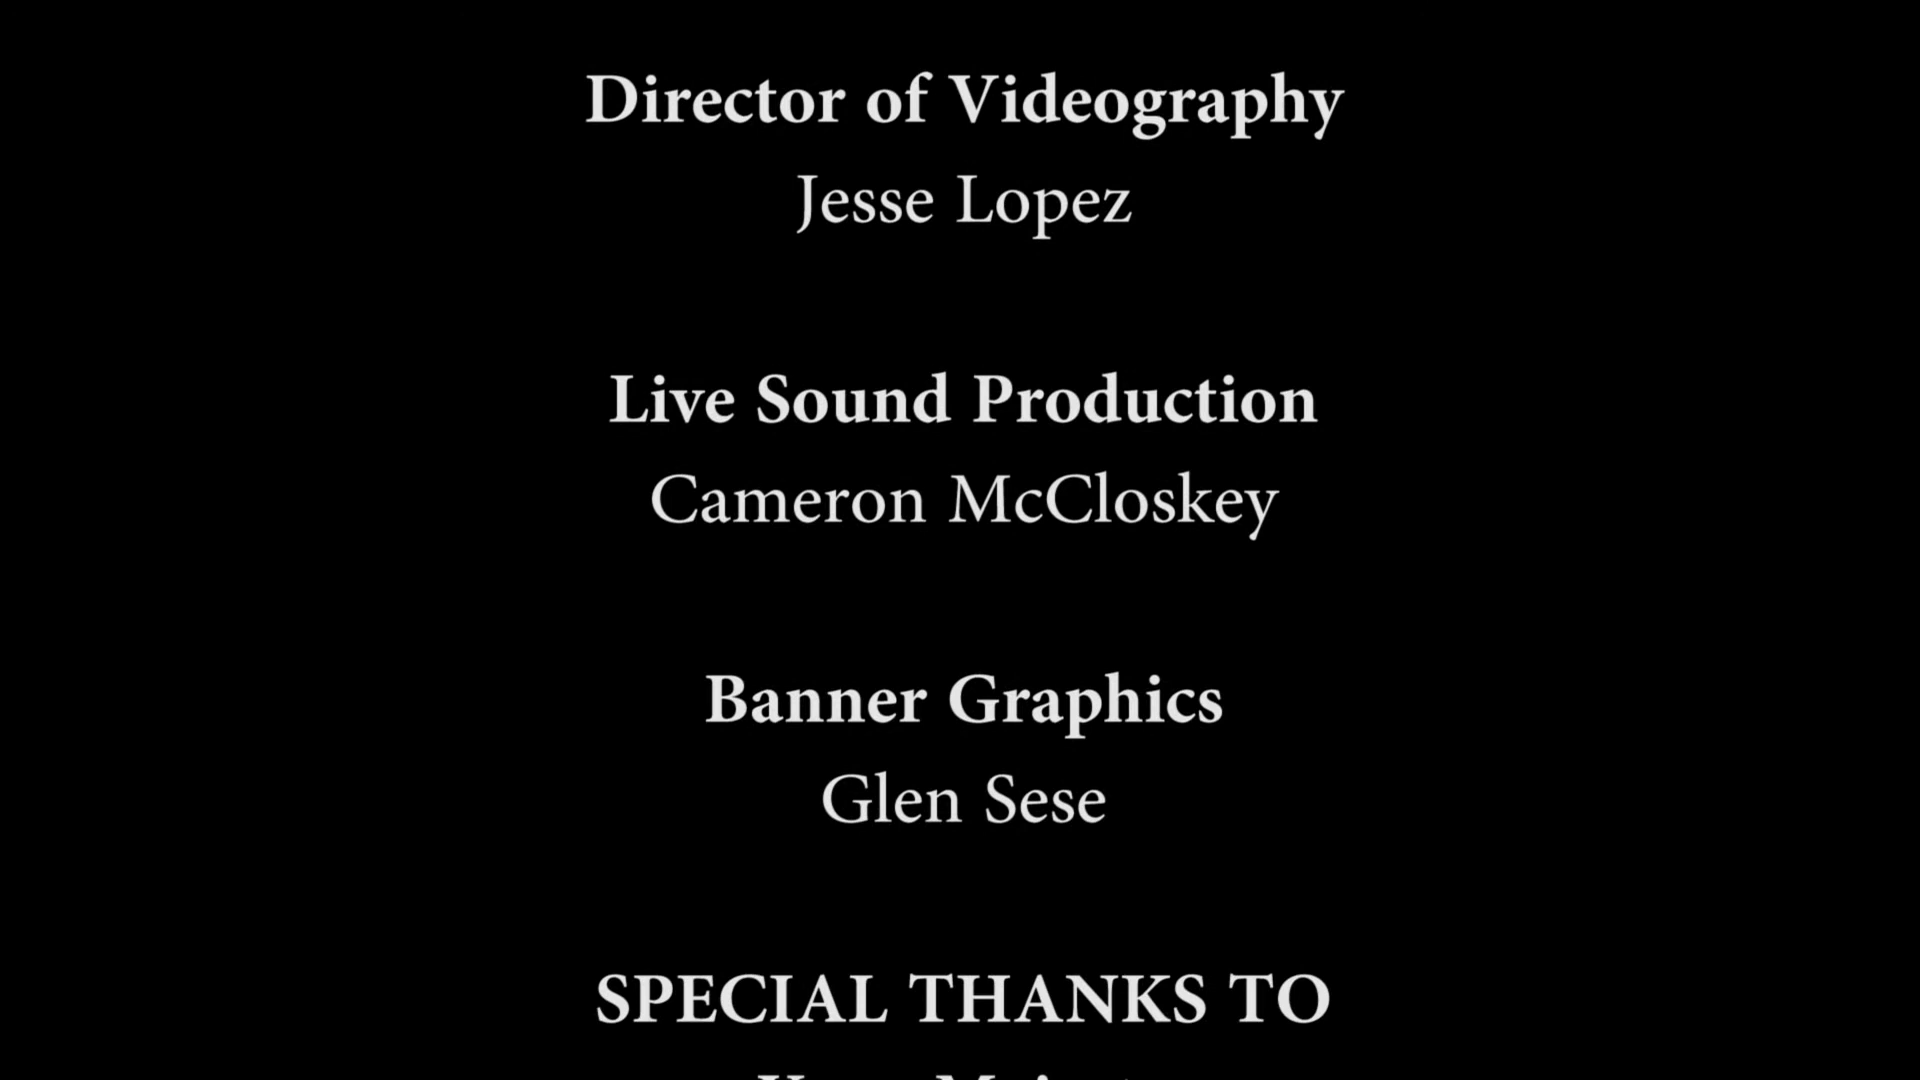 Director of Videography
Jesse Lopez
Live Sound Production
Cameron McCloskey
Banner Graphics
Glen Sese
SPECIAL THANKS TO